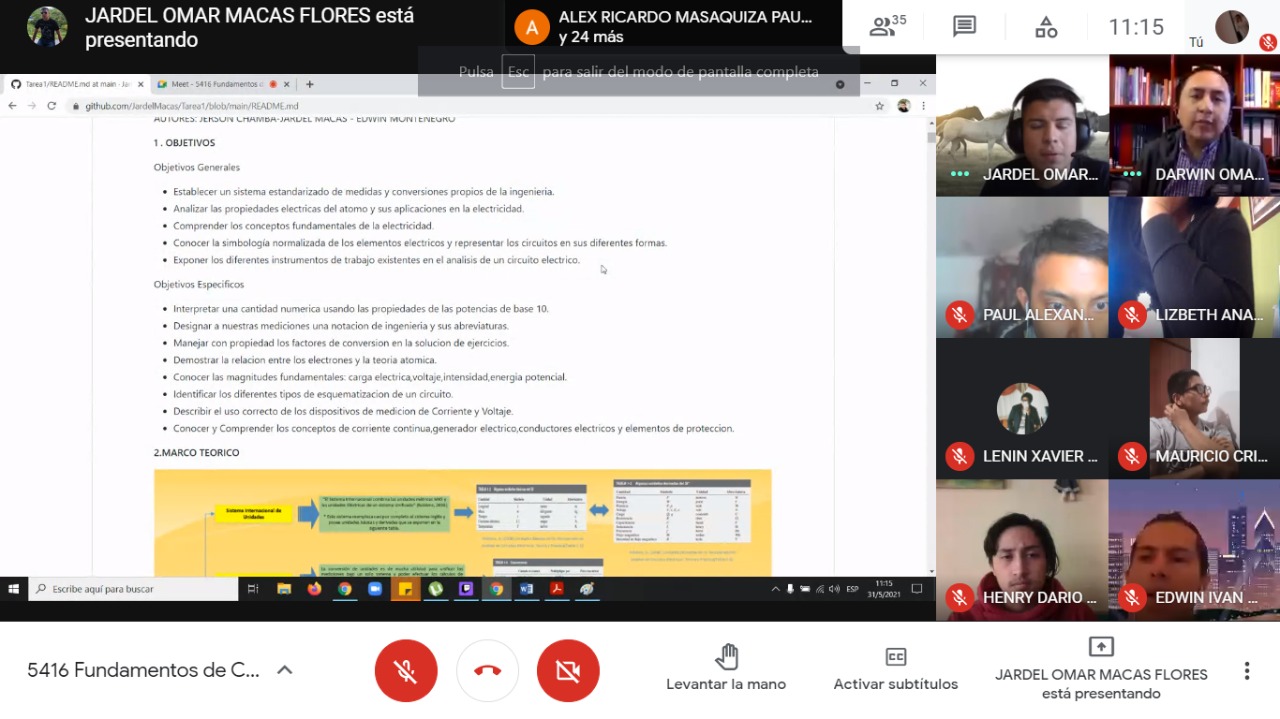 JARDEL OMAR MACAS FLORES está
presentando
A
ALEX RICARDO MASAQUIZA PAU...
y 24 más
35
11:15
Tú
Pulsa Esc para salir del modo de pantalla completa
Tarea1/README.md at main · Ja
Meet - 5416 Fundamentos d
github.com/JardelMacas/Tarea1/blob/main/README.md
AUTORES: JERSON CHAMBA-JARDEL MACAS - EDWIN MONTENEGRO
1 . OBJETIVOS
Objetivos Generales
• Establecer un sistema estandarizado de medidas y conversiones propios de la ingenieria.
• Analizar las propiedades electricas del atomo y sus aplicaciones en la electricidad.
• Comprender los conceptos fundamentales de la electricidad.
• Conocer la simbología normalizada de los elementos electricos y representar los circuitos en sus diferentes formas.
• Exponer los diferentes instrumentos de trabajo existentes en el analisis de un circuito electrico.
Objetivos Especificos
• Interpretar una cantidad numerica usando las propiedades de las potencias de base 10.
• Designar a nuestras mediciones una notacion de ingenieria y sus abreviaturas.
• Manejar con propiedad los factores de conversion en la solucion de ejercicios.
• Demostrar la relacion entre los electrones y la teoria atomica.
• Conocer las magnitudes fundamentales: carga electrica,voltaje,intensidad,energia potencial.
• Identificar los diferentes tipos de esquematizacion de un circuito.
• Describir el uso correcto de los dispositivos de medicion de Corriente y Voltaje.
• Conocer y Comprender los conceptos de corriente continua,generador electrico,conductores electricos y elementos de proteccion.
2.MARCO TEORICO
Sistema Internacional de
Unidades
Escribe aquí para buscar
ESP
11:15
31/5/2021
JARDEL OMAR...
DARWIN OMA...
PAUL ALEXAN...
LIZBETH ANA...
LENIN XAVIER ...
MAURICIO CRI...
HENRY DARIO ...
EDWIN IVAN ...
5416 Fundamentos de C...
Levantar la mano
CC
Activar subtítulos
JARDEL OMAR MACAS FLORES
está presentando